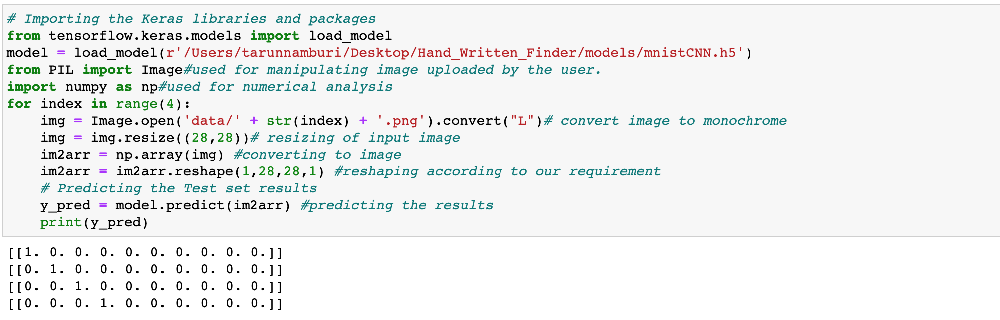 # Importing the Keras libraries and packages
from tensorflow.keras.models import load_model
model = load_model(r'/Users/tarunnamburi/Desktop/Hand_Written_Finder/models/mnistCNN.h5')
from PIL import Image#used for manipulating image uploaded by the user.
import numpy as np#used for numerical analysis
for index in range(4):
    img = Image.open('data/' + str(index) + '.png').convert("L")# convert image to monochrome
    img = img.resize((28,28))# resizing of input image
    im2arr = np.array(img) #converting to image
    im2arr = im2arr.reshape(1,28,28,1) #reshaping according to our requirement
    # Predicting the Test set results
    y_pred = model.predict(im2arr) #predicting the results
    print(y_pred)
[[1. 0. 0. 0. 0. 0. 0. 0. 0. 0.]]
[[0. 1. 0. 0. 0. 0. 0. 0. 0. 0.]]
[[0. 0. 1. 0. 0. 0. 0. 0. 0. 0.]]
[[0. 0. 0. 1. 0. 0. 0. 0. 0. 0.]]